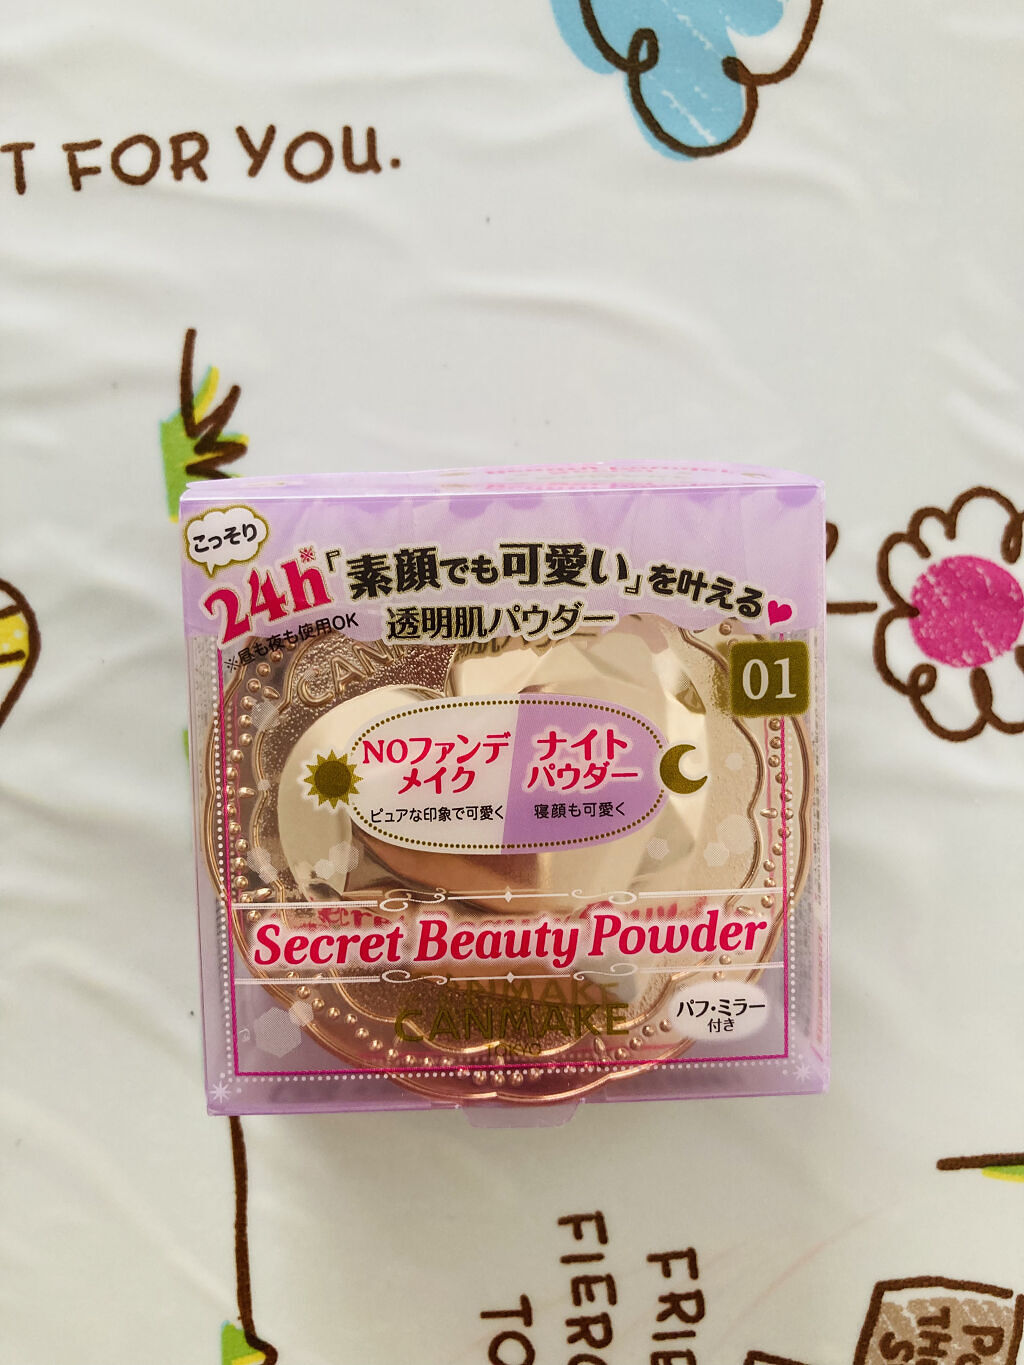 T FOR YOU.
こっそり
24h※「素顔でも可愛い」を叶える
※昼も夜も使用OK
透明肌パウダー
01
NOファンデ
メイク
ピュアな印象で可愛く
ナイト
パウダー
寝顔も可愛く
Secret Beauty Powder
CANMAKE
TOKYO
パフ・ミラー
付き
FRIE
FIERC
TO